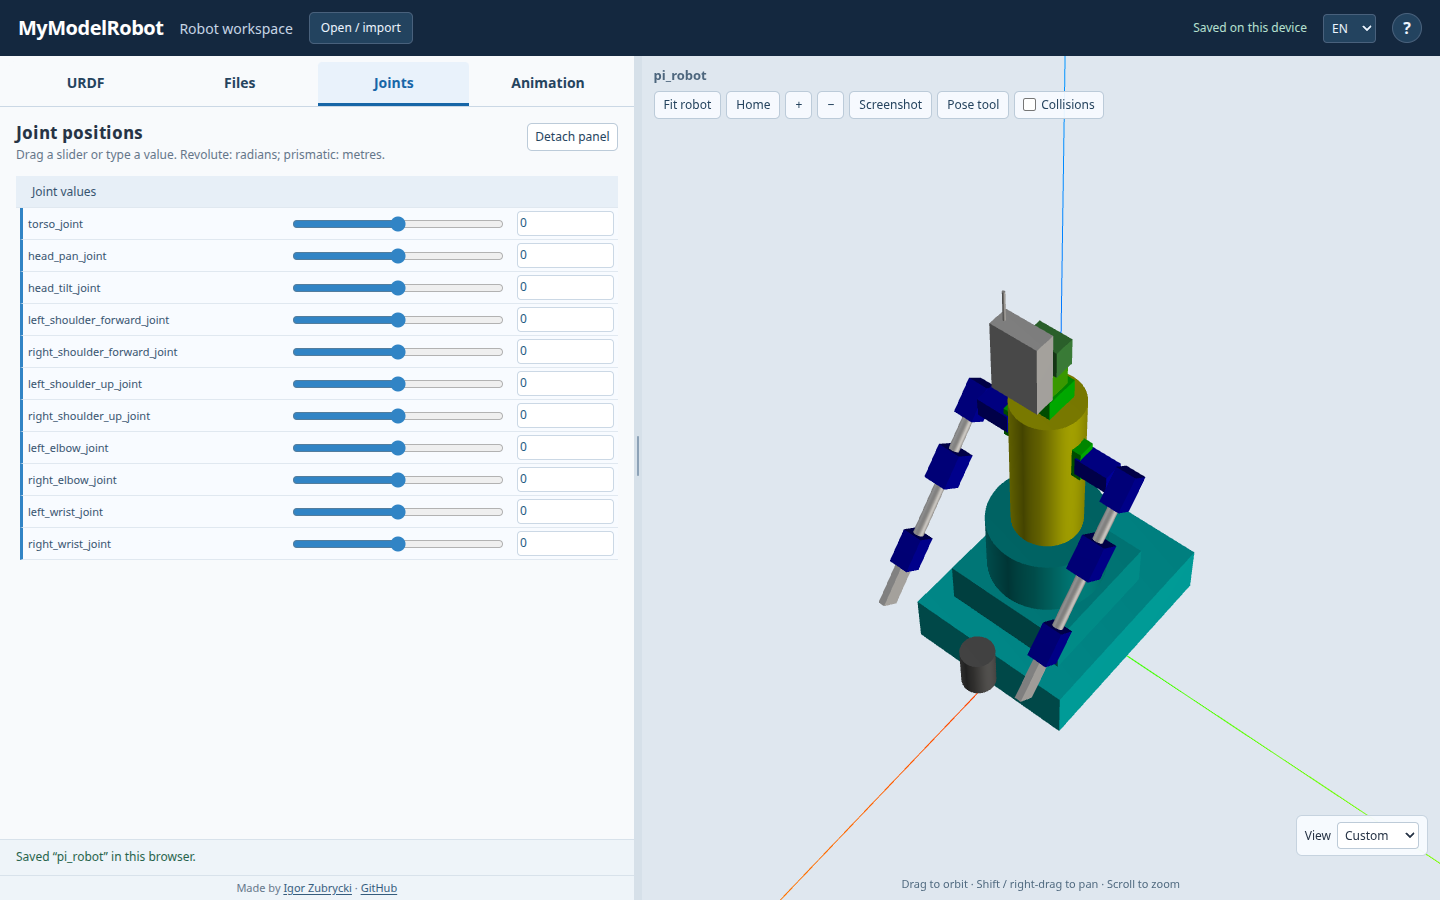 MyModelRobot Robot workspace Open / import Saved on this device EN ?
URDF Files Joints Animation
Joint positions
Drag a slider or type a value. Revolute: radians; prismatic: metres.
Detach panel
Joint values
torso_joint 0
head_pan_joint 0
head_tilt_joint 0
left_shoulder_forward_joint 0
right_shoulder_forward_joint 0
left_shoulder_up_joint 0
right_shoulder_up_joint 0
left_elbow_joint 0
right_elbow_joint 0
left_wrist_joint 0
right_wrist_joint 0
Saved “pi_robot” in this browser.
Made by Igor Zubrycki · GitHub
pi_robot
Fit robot Home + − Screenshot Pose tool Collisions
View Custom
Drag to orbit · Shift / right-drag to pan · Scroll to zoom